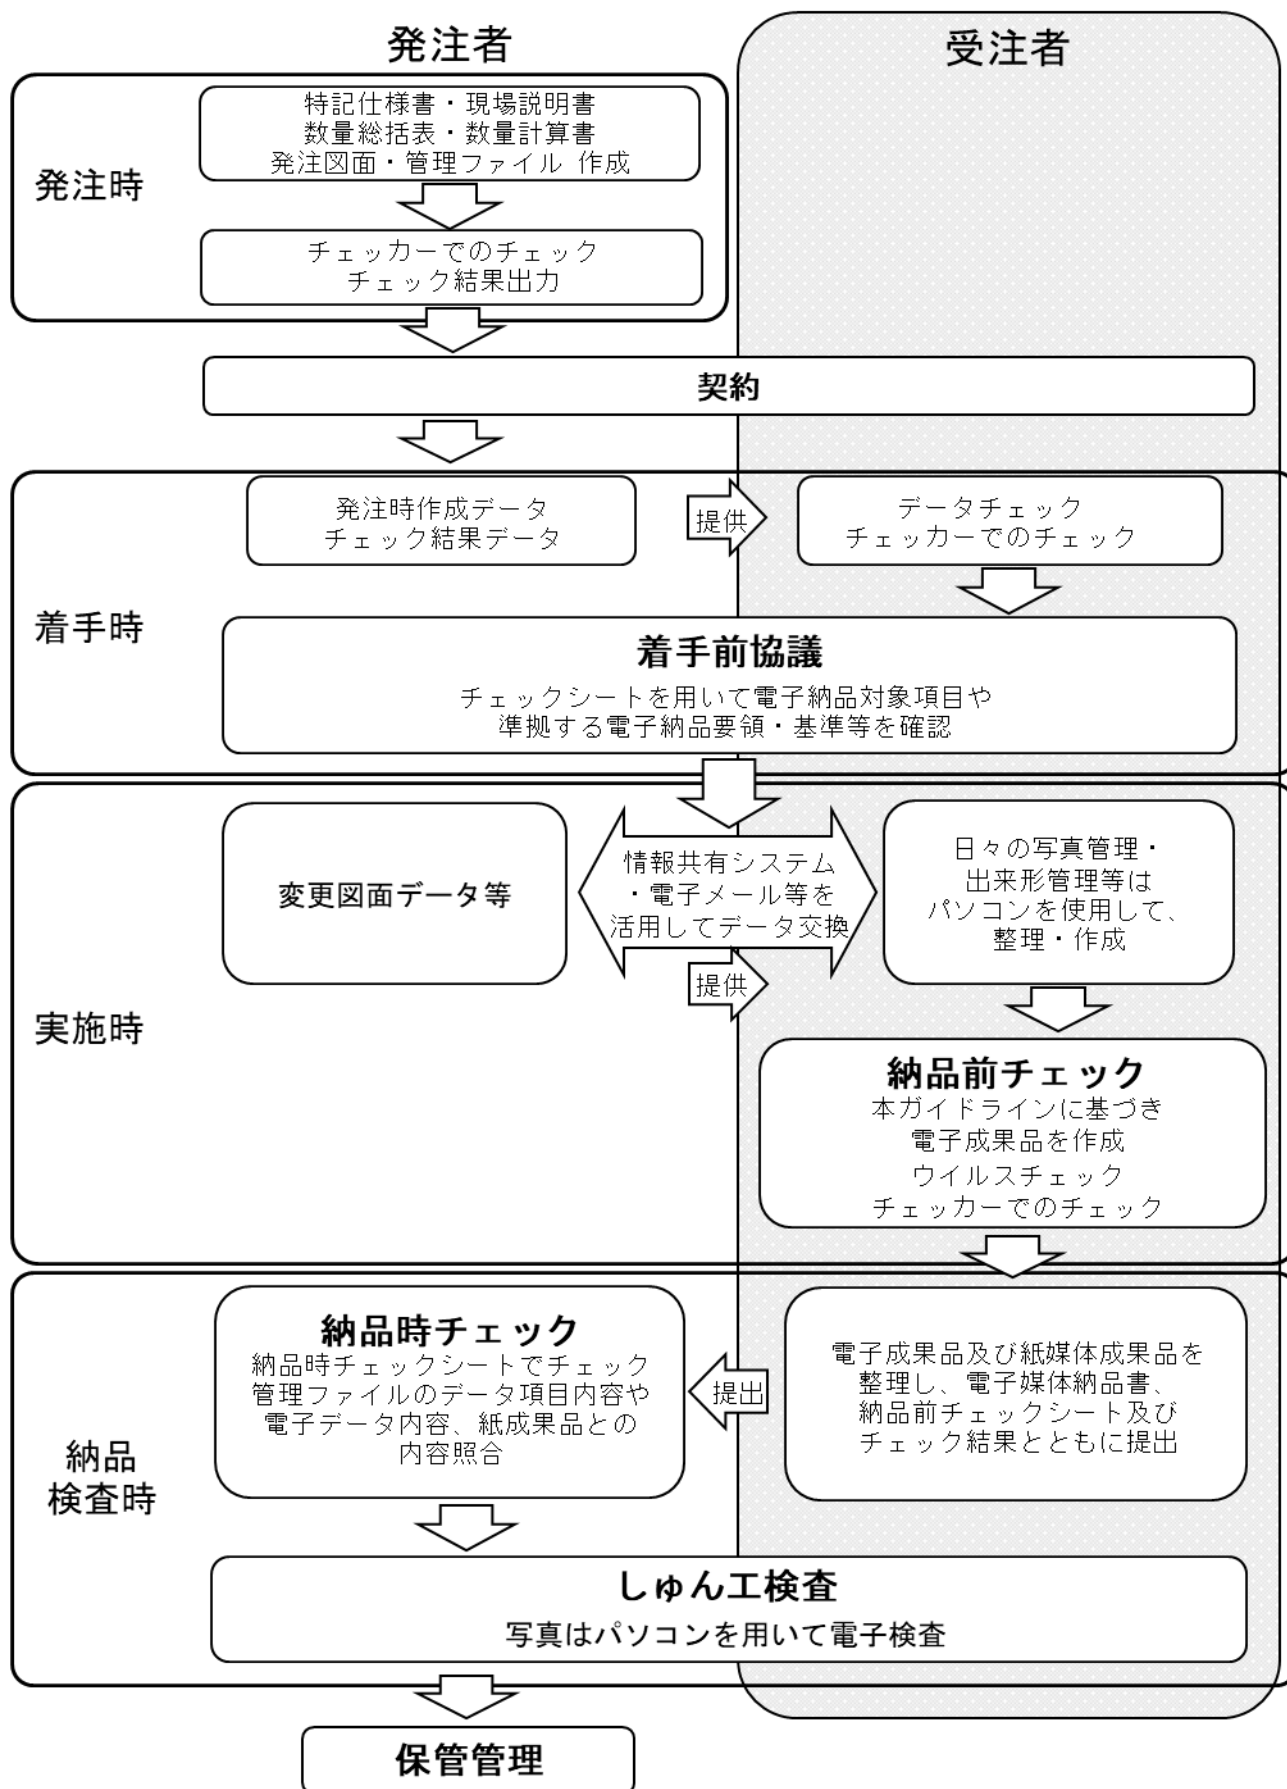 発注者
受注者
発注時
特記仕様書・現場説明書
数量総括表・数量計算書
発注図面・管理ファイル 作成
チェッカーでのチェック
チェック結果出力
契約
着手時
発注時作成データ
チェック結果データ
提供
データチェック
チェッカーでのチェック
着手前協議
チェックシートを用いて電子納品対象項目や
準拠する電子納品要領・基準等を確認
実施時
変更図面データ等
情報共有システム
・電子メール等を
活用してデータ交換
提供
日々の写真管理・
出来形管理等は
パソコンを使用して、
整理・作成
納品前チェック
本ガイドラインに基づき
電子成果品を作成
ウイルスチェック
チェッカーでのチェック
納品
検査時
納品時チェック
納品時チェックシートでチェック
管理ファイルのデータ項目内容や
電子データ内容、紙成果品との
内容照合
提出
電子成果品及び紙媒体成果品を
整理し、電子媒体納品書、
納品前チェックシート及び
チェック結果とともに提出
しゅん工検査
写真はパソコンを用いて電子検査
保管管理